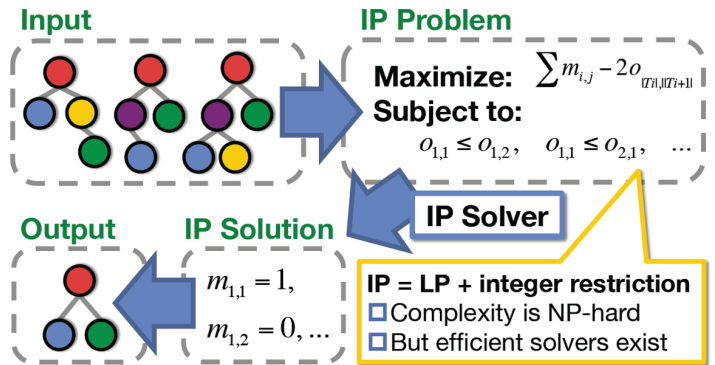 Input
IP Problem
Maximize: ∑ m_{i,j} − 2o_{|Ti|,|Ti+1|}
Subject to:
o_{1,1} ≤ o_{1,2}, o_{1,1} ≤ o_{2,1}, ...
IP Solver
Output
IP Solution
m_{1,1} = 1,
m_{1,2} = 0, ...
IP = LP + integer restriction
Complexity is NP-hard
But efficient solvers exist